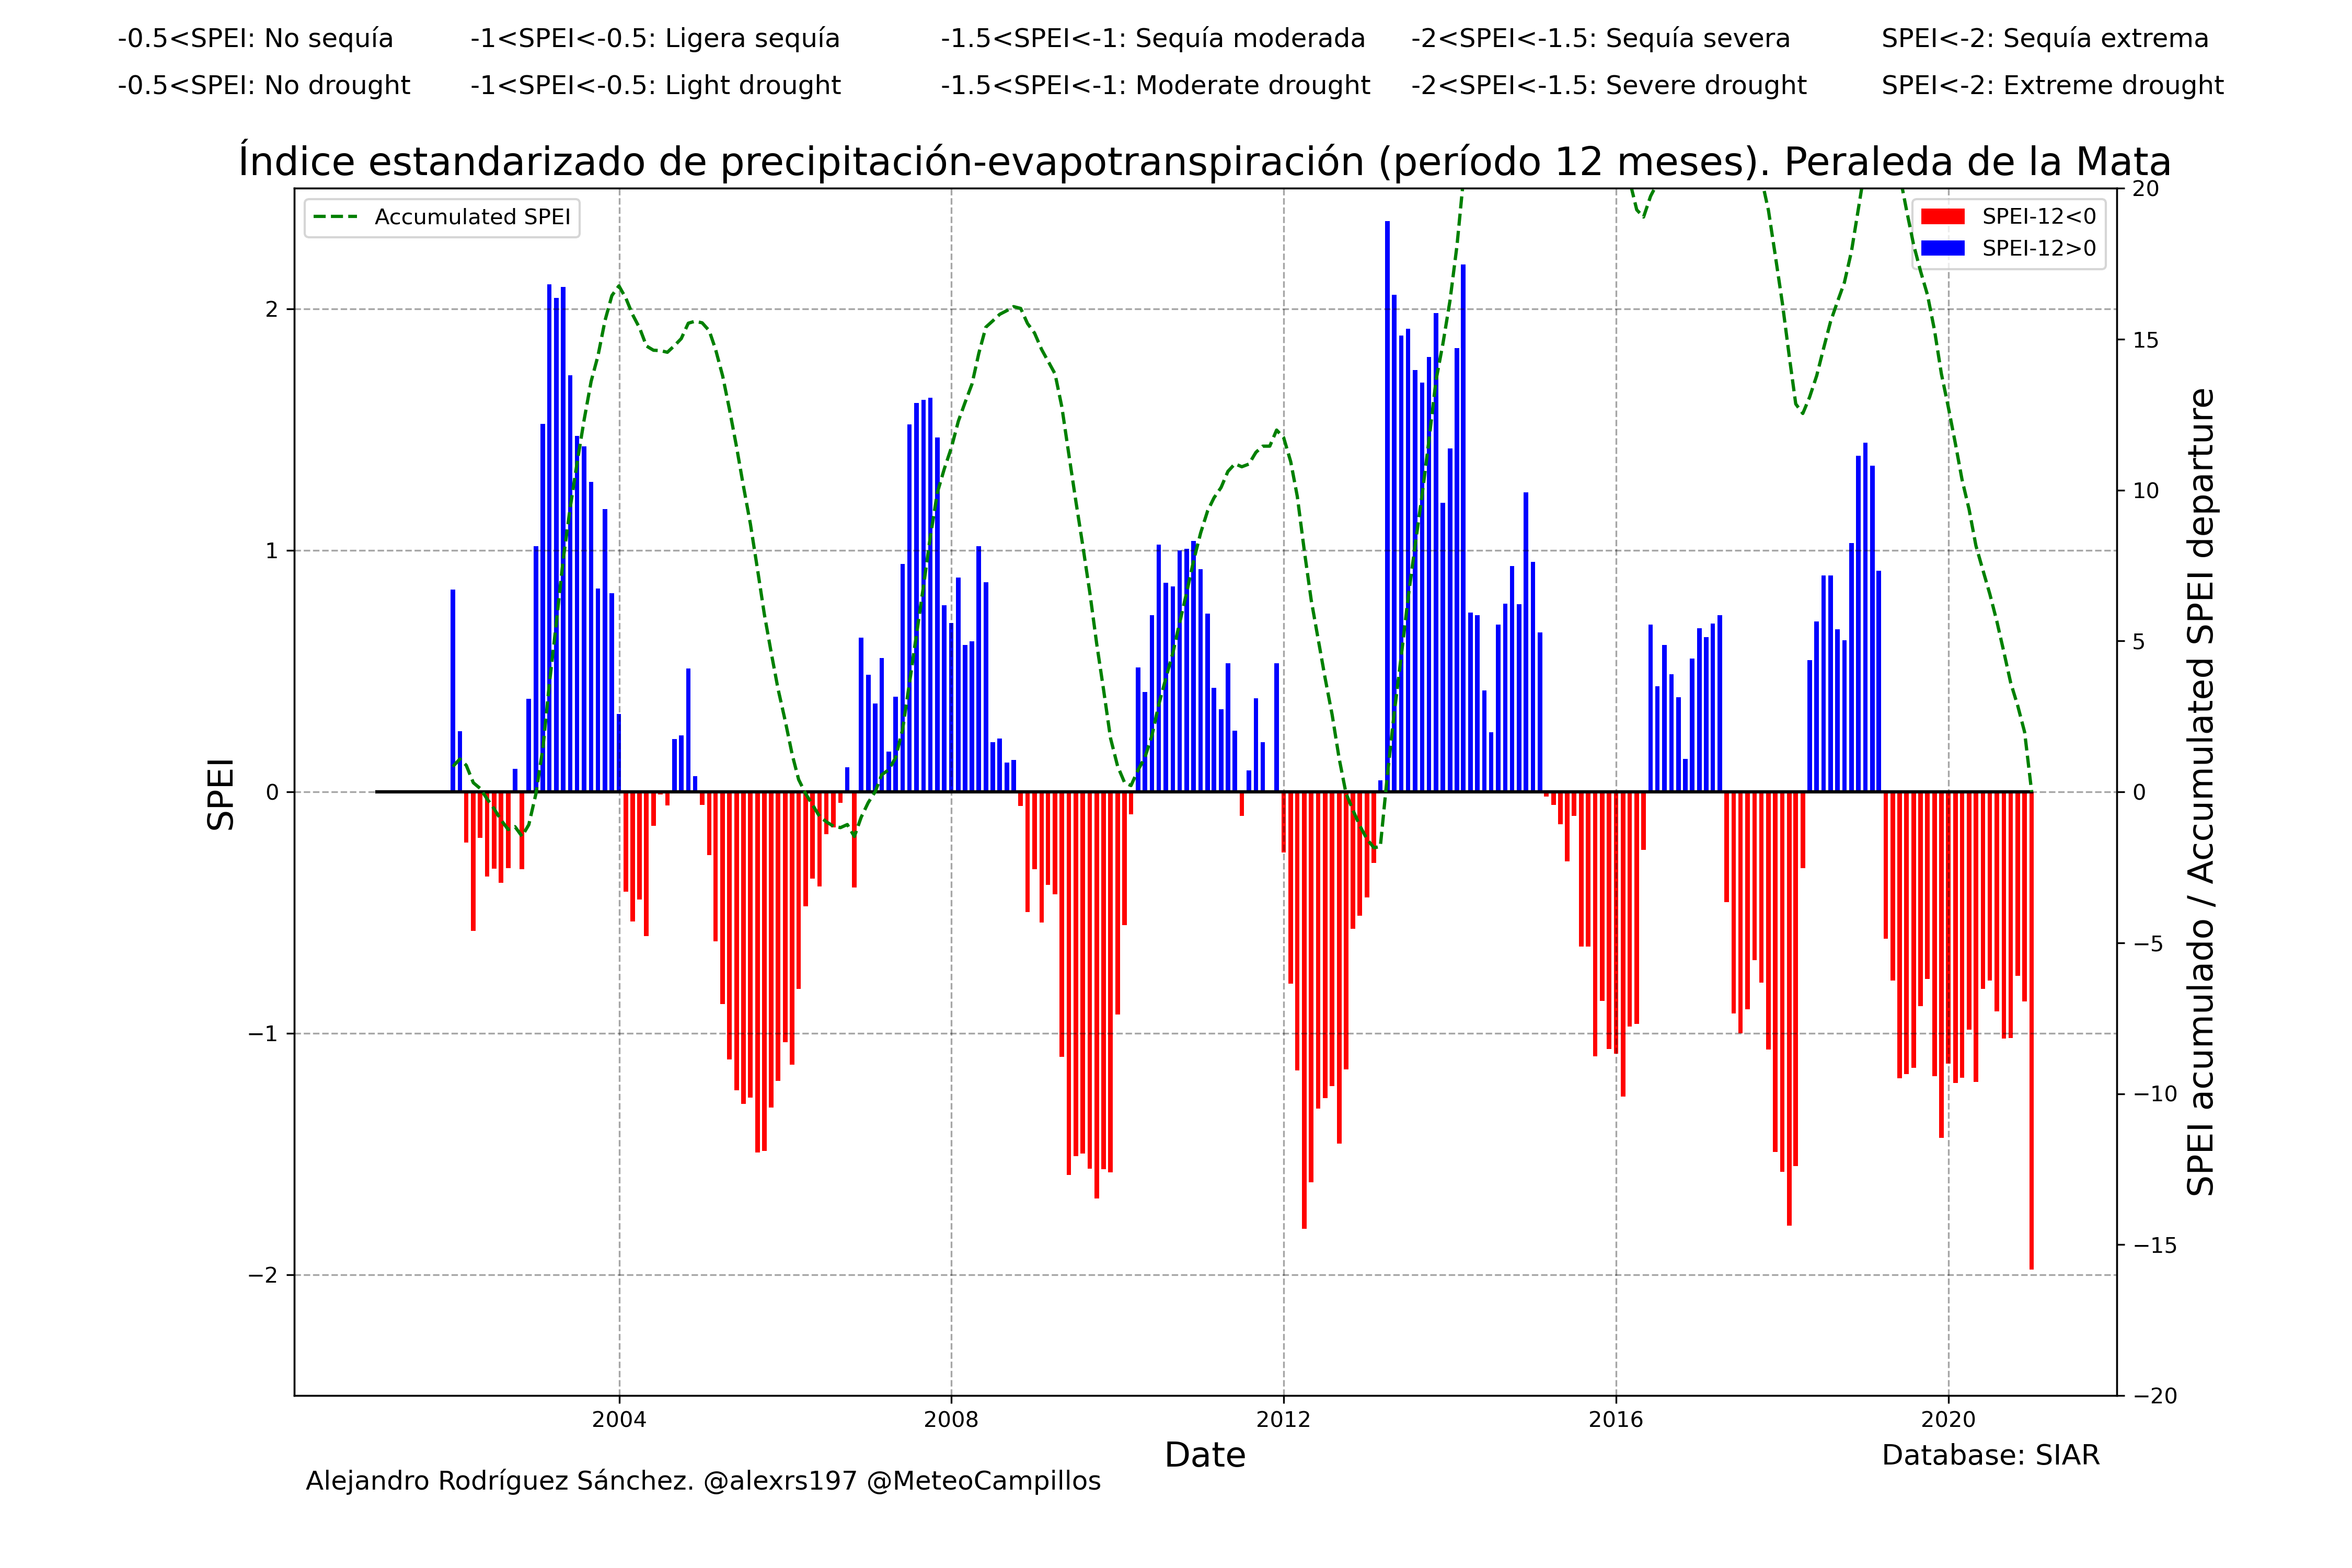 -0.5<SPEI: No sequía -1<SPEI<-0.5: Ligera sequía -1.5<SPEI<-1: Sequía moderada -2<SPEI<-1.5: Sequía severa SPEI<-2: Sequía extrema
-0.5<SPEI: No drought -1<SPEI<-0.5: Light drought -1.5<SPEI<-1: Moderate drought -2<SPEI<-1.5: Severe drought SPEI<-2: Extreme drought
Índice estandarizado de precipitación-evapotranspiración (período 12 meses). Peraleda de la Mata
Accumulated SPEI
SPEI-12<0
SPEI-12>0
SPEI
2
1
0
−1
−2
20
15
10
5
0
−5
−10
−15
−20
SPEI acumulado / Accumulated SPEI departure
2004 2008 2012 2016 2020
Date
Database: SIAR
Alejandro Rodríguez Sánchez. @alexrs197 @MeteoCampillos